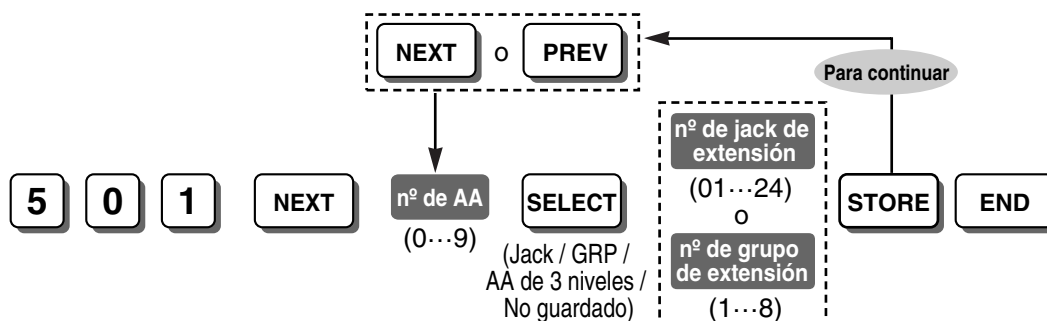 NEXT o PREV
Para continuar
5 0 1 NEXT
nº de AA
(0···9)
SELECT
(Jack / GRP /
AA de 3 niveles /
No guardado)
nº de jack de
extensión
(01···24)
o
nº de grupo
de extensión
(1···8)
STORE END